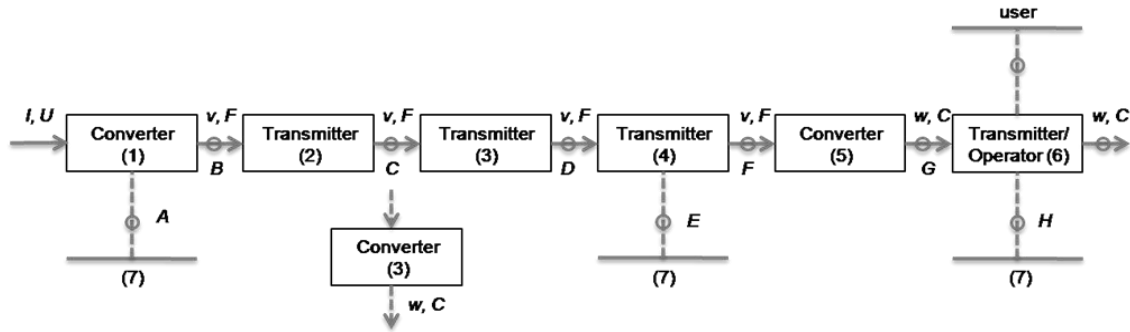 user
I, U
v, F
v, F
v, F
v, F
w, C
w, C
Converter
(1)
Transmitter
(2)
Transmitter
(3)
Transmitter
(4)
Converter
(5)
Transmitter/
Operator (6)
B
C
D
F
G
A
E
H
Converter
(3)
(7)
(7)
(7)
w, C